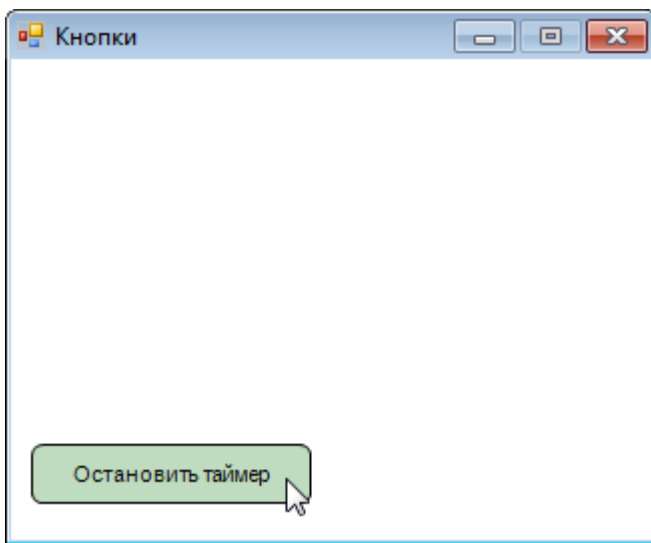 Кнопки
Остановить таймер